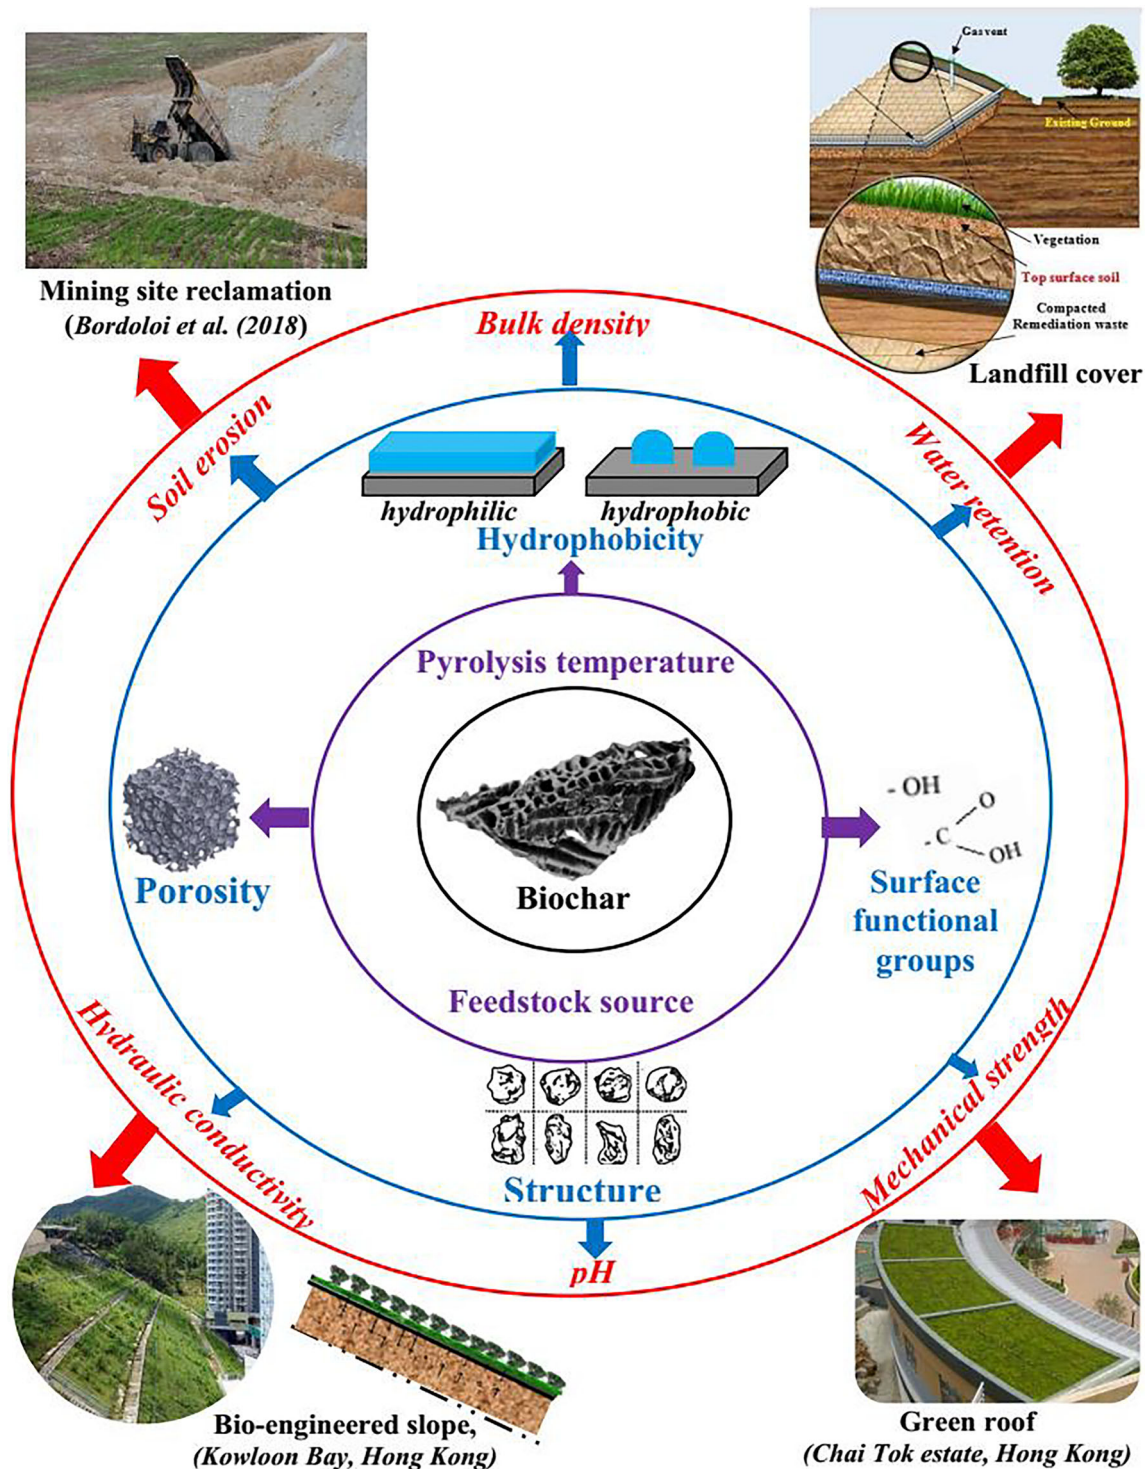 Gas vent
Existing Ground
Vegetation
Top surface soil
Compacted
Remediation waste
Landfill cover
Mining site reclamation
(Bordoloi et al. (2018)
Bulk density
Soil erosion
Water retention
hydrophilic
hydrophobic
Hydrophobicity
Pyrolysis temperature
Biochar
Feedstock source
Porosity
- OH
O
- C
OH
Surface
functional
groups
Hydraulic conductivity
Mechanical strength
Structure
pH
Bio-engineered slope,
(Kowloon Bay, Hong Kong)
Green roof
(Chai Tok estate, Hong Kong)